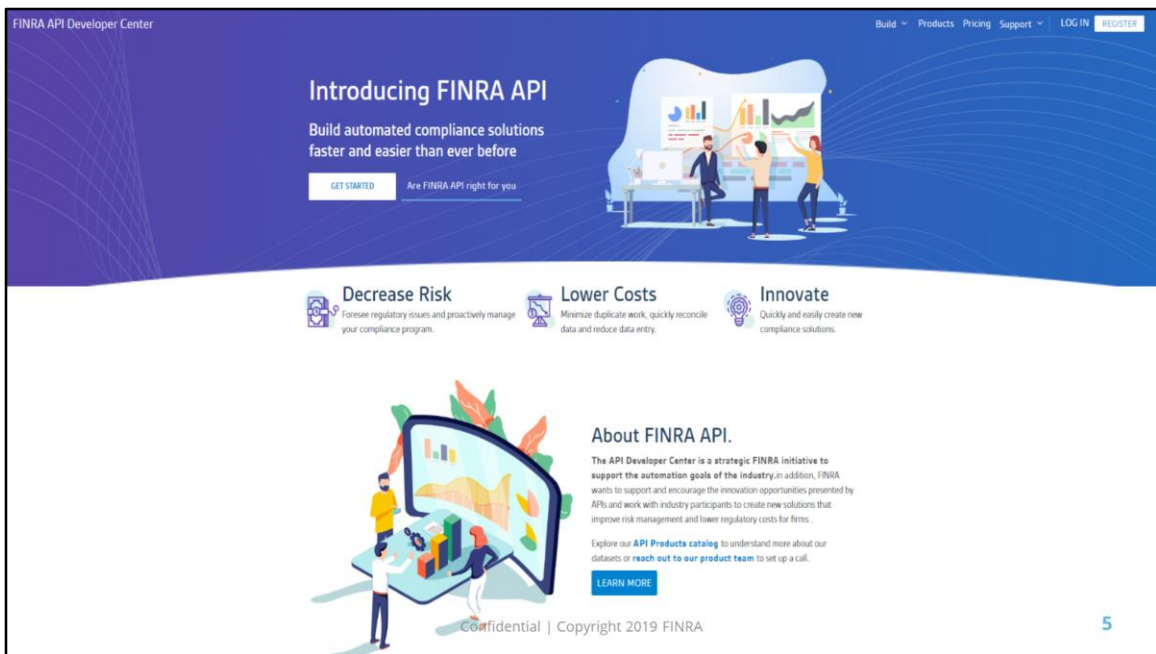 FINRA API Developer Center
Build Products Pricing Support LOG IN REGISTER
Introducing FINRA API
Build automated compliance solutions
faster and easier than ever before
GET STARTED Are FINRA API right for you
Decrease Risk
Foresee regulatory issues and proactively manage
your compliance program.
Lower Costs
Minimize duplicate work, quickly reconcile
data and reduce data entry.
Innovate
Quickly and easily create new
compliance solutions.
About FINRA API.
The API Developer Center is a strategic FINRA initiative to
support the automation goals of the industry.in addition, FINRA
wants to support and encourage the innovation opportunities presented by
APIs and work with industry participants to create new solutions that
improve risk management and lower regulatory costs for firms .
Explore our API Products catalog to understand more about our
datasets or reach out to our product team to set up a call.
LEARN MORE
Confidential | Copyright 2019 FINRA
5